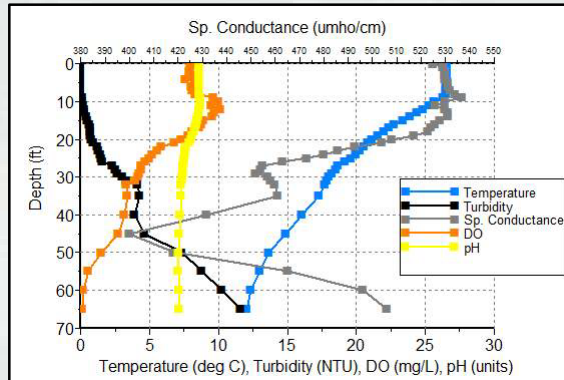 Sp. Conductance (umho/cm)
380 390 400 410 420 430 440 450 460 470 480 490 500 510 520 530 540 550
0
10
20
30
40
50
60
70
Depth (ft)
Temperature
Turbidity
Sp. Conductance
DO
pH
0 5 10 15 20 25 30
Temperature (deg C), Turbidity (NTU), DO (mg/L), pH (units)